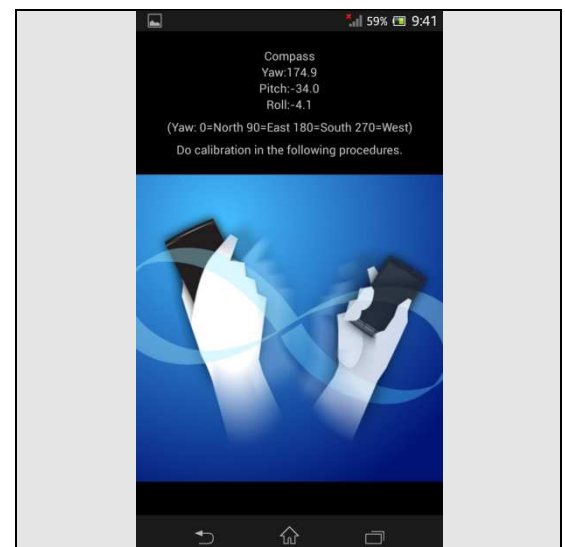 59% 9:41
Compass
Yaw:174.9
Pitch:-34.0
Roll:-4.1
(Yaw: 0=North 90=East 180=South 270=West)
Do calibration in the following procedures.